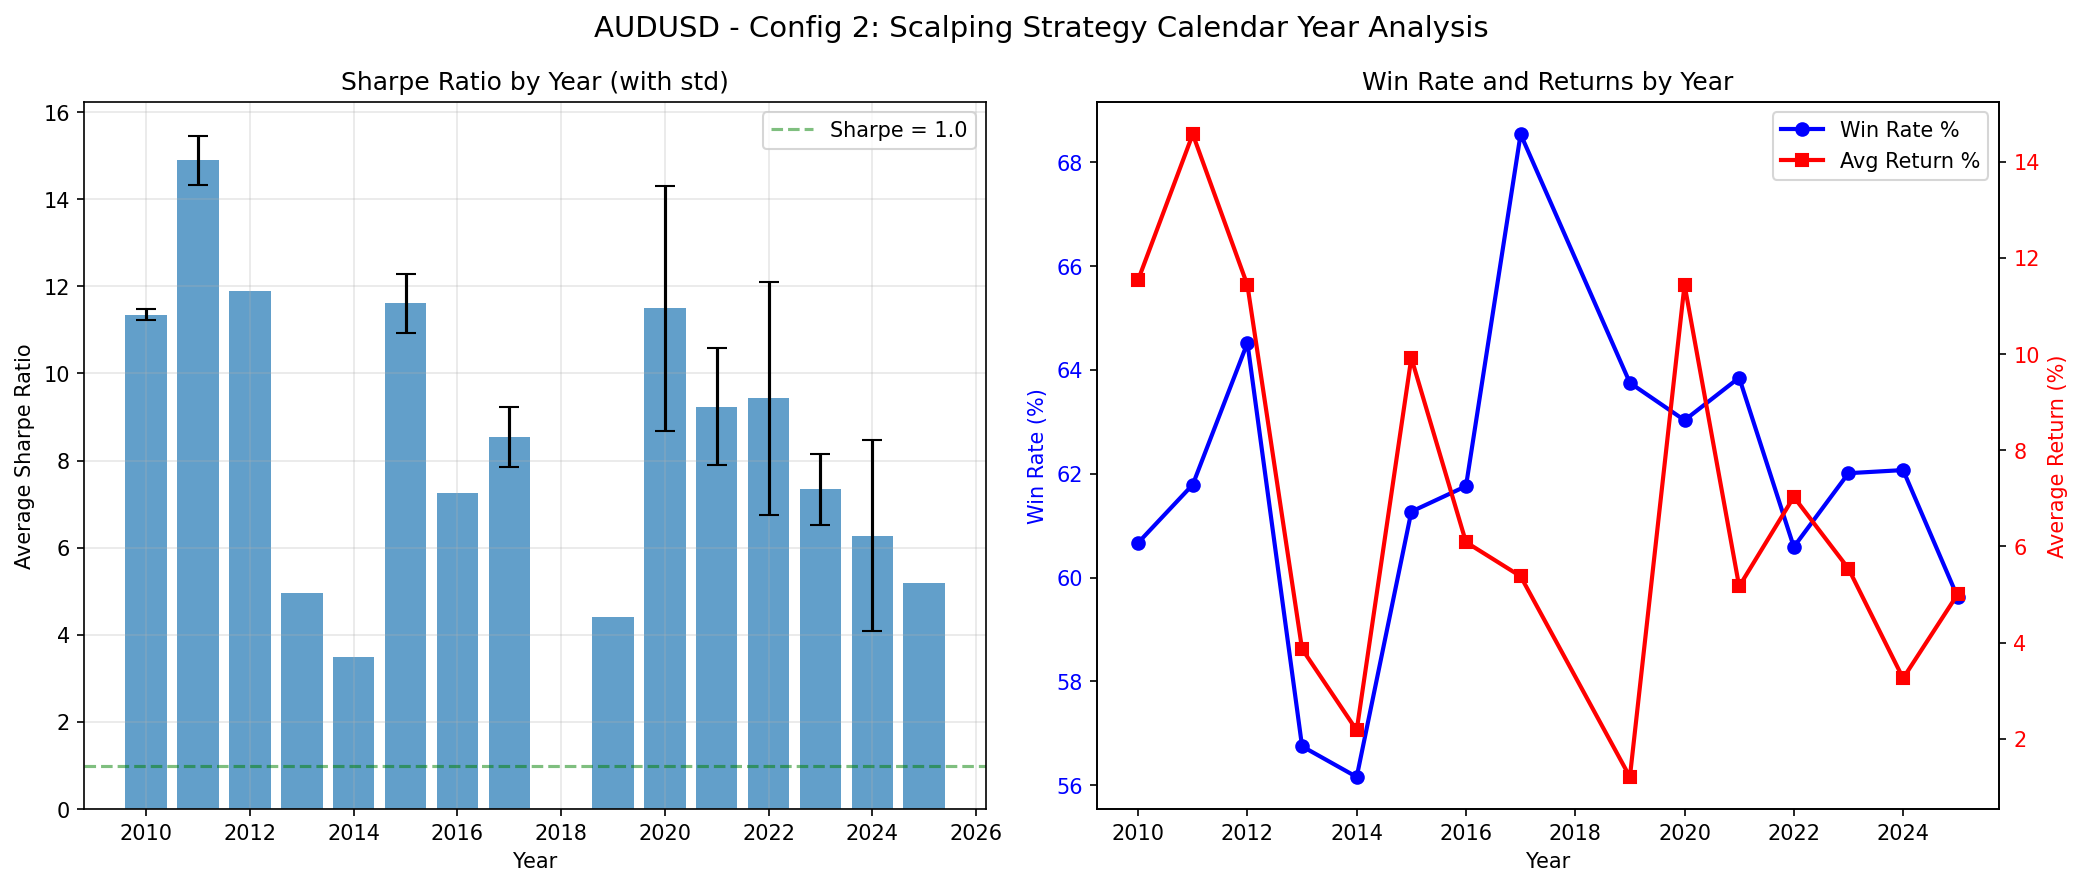 AUDUSD - Config 2: Scalping Strategy Calendar Year Analysis
Sharpe Ratio by Year (with std)
Sharpe = 1.0
Average Sharpe Ratio
16
14
12
10
8
6
4
2
0
2010 2012 2014 2016 2018 2020 2022 2024 2026
Year
Win Rate and Returns by Year
Win Rate %
Avg Return %
Win Rate (%)
68
66
64
62
60
58
56
14
12
10
8
6
4
2
Average Return (%)
2010 2012 2014 2016 2018 2020 2022 2024
Year